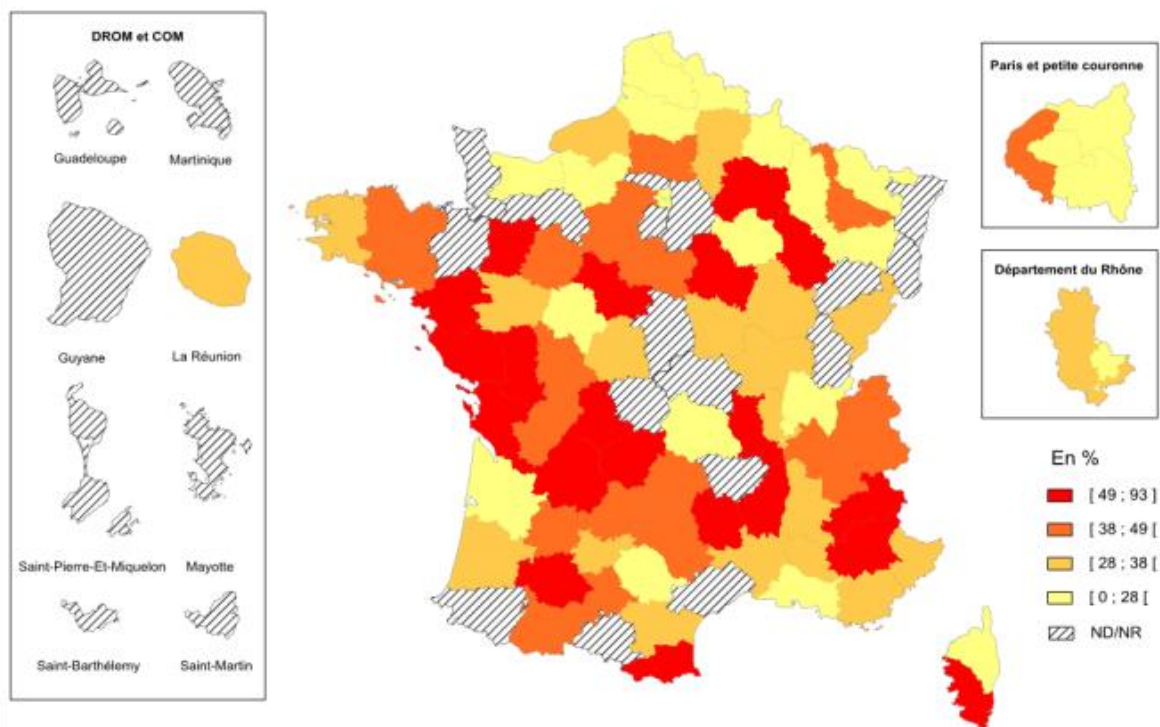 DROM et COM
Guadeloupe
Martinique
Guyane
La Réunion
Saint-Pierre-Et-Miquelon
Mayotte
Saint-Barthélemy
Saint-Martin
Paris et petite couronne
Département du Rhône
En %
[ 49 ; 93 ]
[ 38 ; 49 [
[ 28 ; 38 [
[ 0 ; 28 [
ND/NR